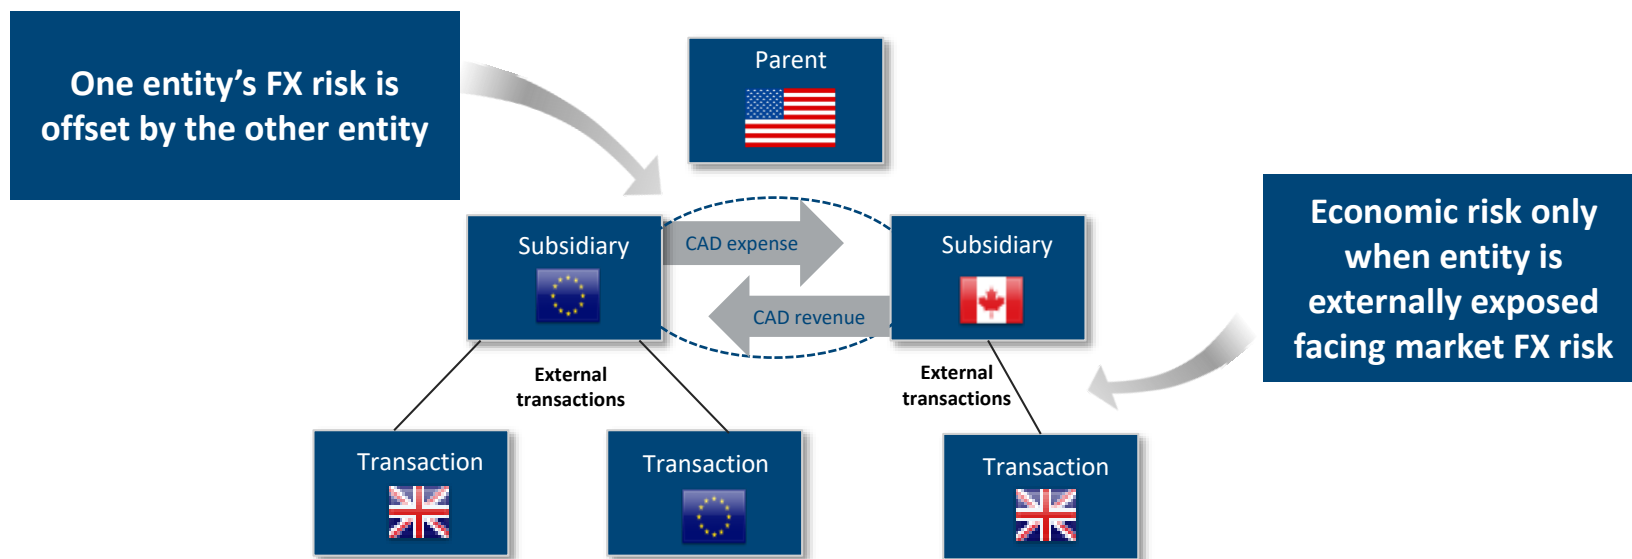 One entity’s FX risk is
offset by the other entity
Parent
Subsidiary
CAD expense
CAD revenue
Subsidiary
Economic risk only
when entity is
externally exposed
facing market FX risk
External
transactions
External
transactions
Transaction
Transaction
Transaction